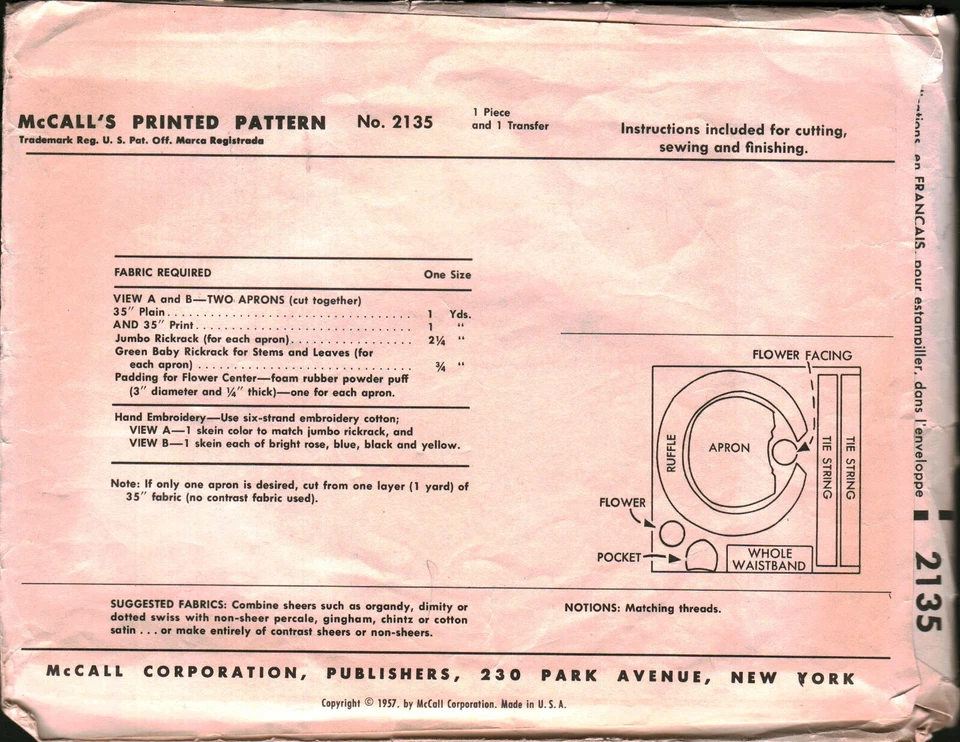 McCALL'S PRINTED PATTERN No. 2135
Trademark Reg. U. S. Pat. Off. Marca Registrada
1 Piece
and 1 Transfer
Instructions included for cutting,
sewing and finishing.
FABRIC REQUIRED One Size
VIEW A and B—TWO APRONS (cut together)
35" Plain . . . . . . . . . . . . . . . . . . . . . . . . . . . . . . 1 Yds.
AND 35" Print . . . . . . . . . . . . . . . . . . . . . . . . . . 1 "
Jumbo Rickrack (for each apron) . . . . . . . . . . . . . . 2¼ "
Green Baby Rickrack for Stems and Leaves (for
each apron) . . . . . . . . . . . . . . . . . . . . . . . . . . ¾ "
Padding for Flower Center—foam rubber powder puff
(3" diameter and ¼" thick)—one for each apron.
Hand Embroidery—Use six-strand embroidery cotton;
VIEW A—1 skein color to match jumbo rickrack, and
VIEW B—1 skein each of bright rose, blue, black and yellow.
Note: If only one apron is desired, cut from one layer (1 yard) of
35" fabric (no contrast fabric used).
FLOWER FACING
RUFFLE
APRON
TIE STRING
TIE STRING
FLOWER
POCKET
WHOLE
WAISTBAND
SUGGESTED FABRICS: Combine sheers such as organdy, dimity or
dotted swiss with non-sheer percale, gingham, chintz or cotton
satin . . . or make entirely of contrast sheers or non-sheers.
NOTIONS: Matching threads.
McCALL CORPORATION, PUBLISHERS, 230 PARK AVENUE, NEW YORK
Copyright © 1957, by McCall Corporation. Made in U. S. A.
en FRANCAIS, pour estampiller, dans l'enveloppe
2135